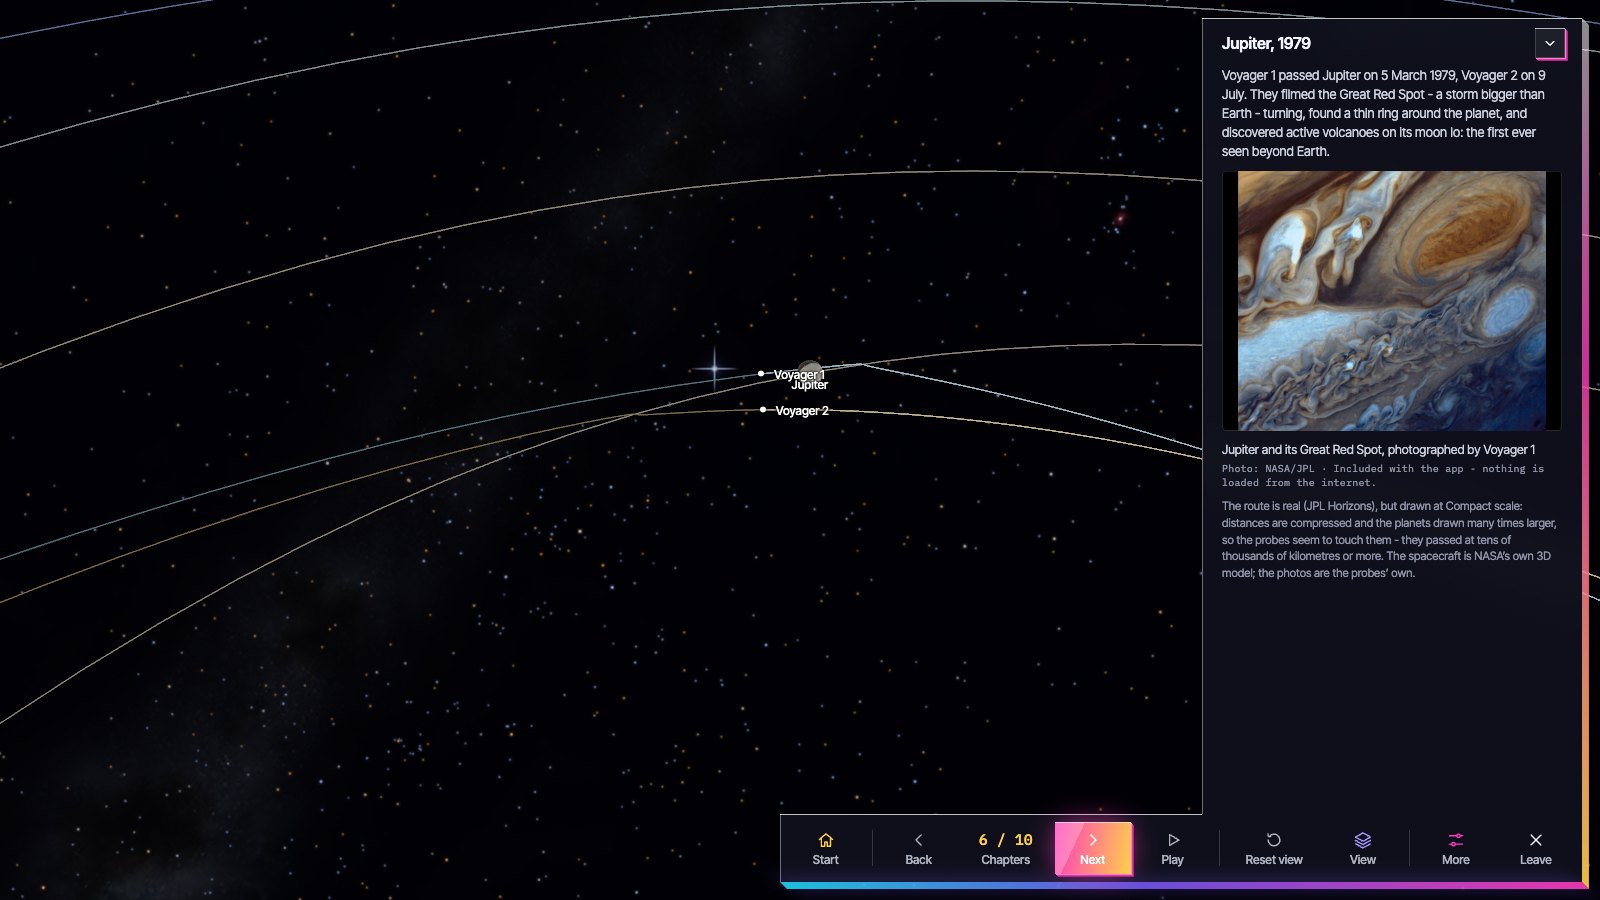 Jupiter, 1979
Voyager 1 passed Jupiter on 5 March 1979, Voyager 2 on 9
July. They filmed the Great Red Spot - a storm bigger than
Earth - turning, found a thin ring around the planet, and
discovered active volcanoes on its moon Io: the first ever
seen beyond Earth.
Voyager 1
Jupiter
Voyager 2
Jupiter and its Great Red Spot, photographed by Voyager 1
Photo: NASA/JPL · Included with the app - nothing is
loaded from the internet.
The route is real (JPL Horizons), but drawn at Compact scale:
distances are compressed and the planets drawn many times larger,
so the probes seem to touch them - they passed at tens of
thousands of kilometres or more. The spacecraft is NASA's own 3D
model; the photos are the probes' own.
Start
Back
6 / 10
Chapters
Next
Play
Reset view
View
More
Leave